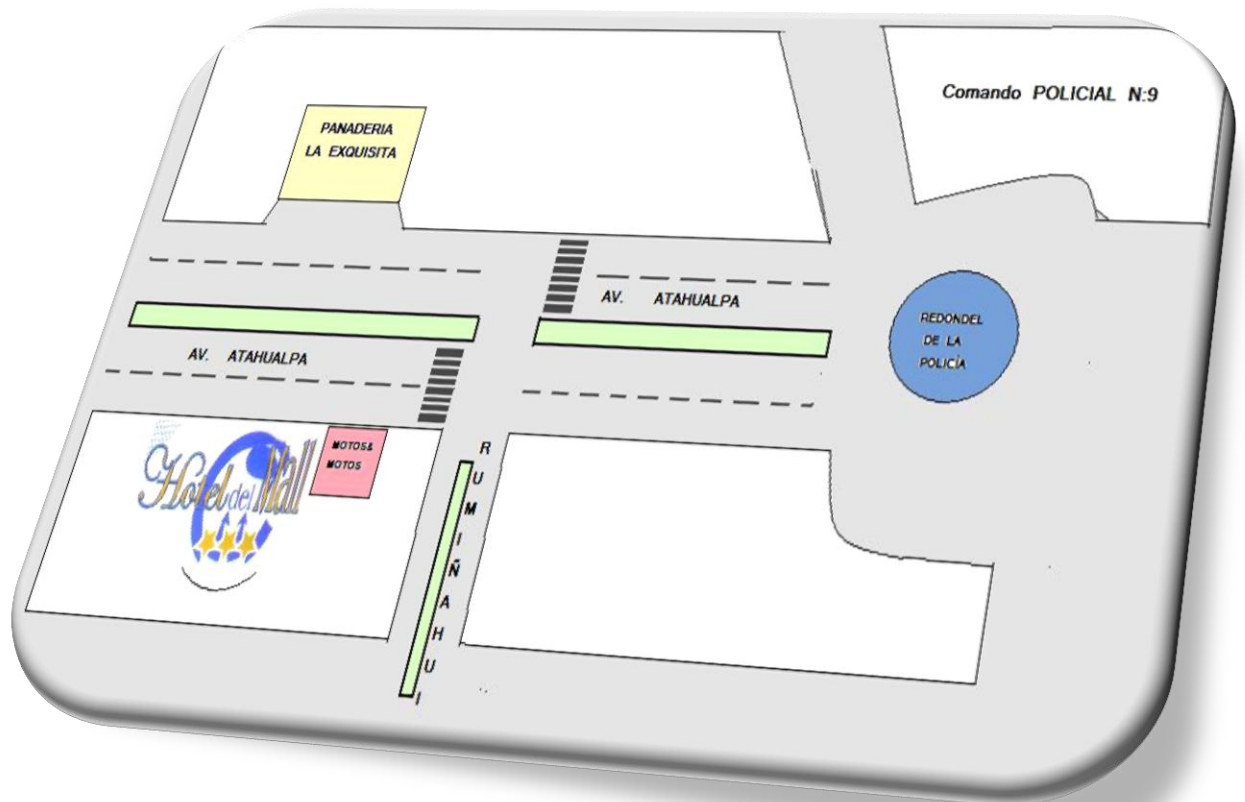 Comando POLICIAL N:9
PANADERIA
LA EXQUISITA
AV. ATAHUALPA
REDONDEL
DE LA
POLICÍA
AV. ATAHUALPA
MOTOS&
MOTOS
Hotel del Mall
RUMIÑAHUI